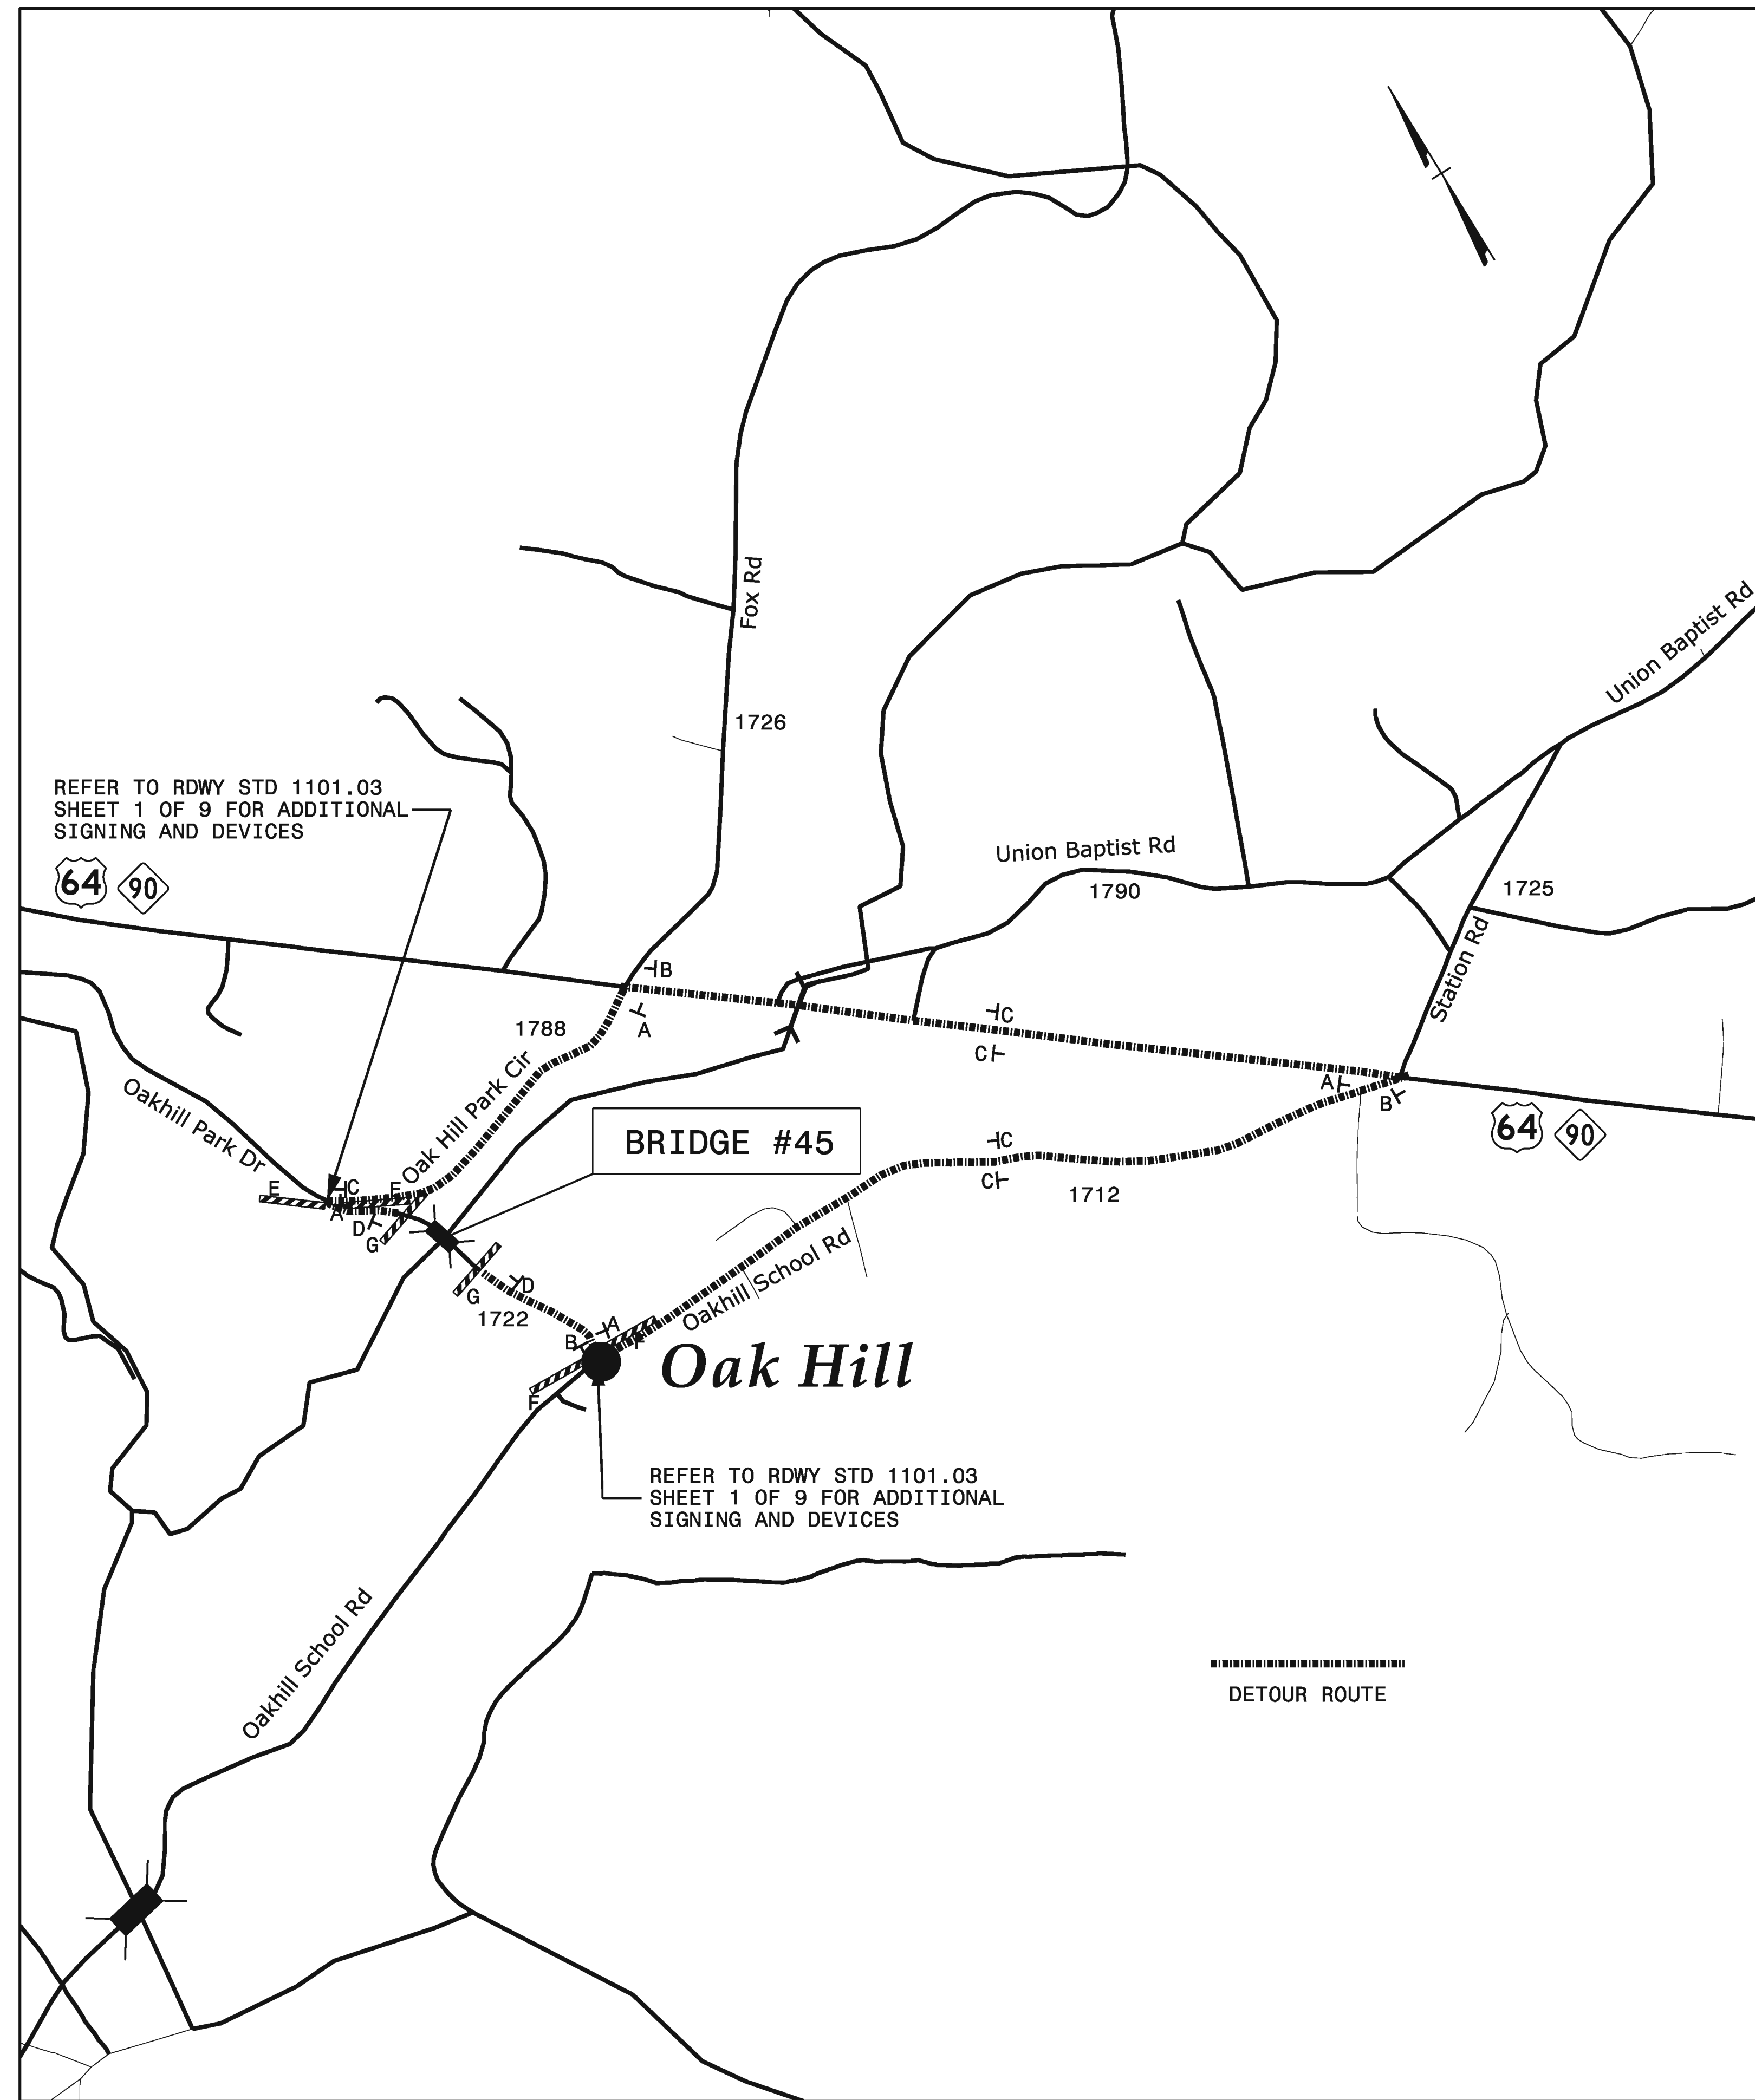 Fox Rd
Union Baptist Rd
1726
REFER TO RDWY STD 1101.03
SHEET 1 OF 9 FOR ADDITIONAL
SIGNING AND DEVICES
64
90
Union Baptist Rd
1790
1725
Station Rd
B
A
1788
C
C
A
B
64
90
Oakhill Park Dr
Oak Hill Park Cir
BRIDGE #45
C
C
1712
E
C
E
A
D
G
D
G
1722
Oakhill School Rd
A
B
F
Oak Hill
F
REFER TO RDWY STD 1101.03
SHEET 1 OF 9 FOR ADDITIONAL
SIGNING AND DEVICES
Oakhill School Rd
DETOUR ROUTE